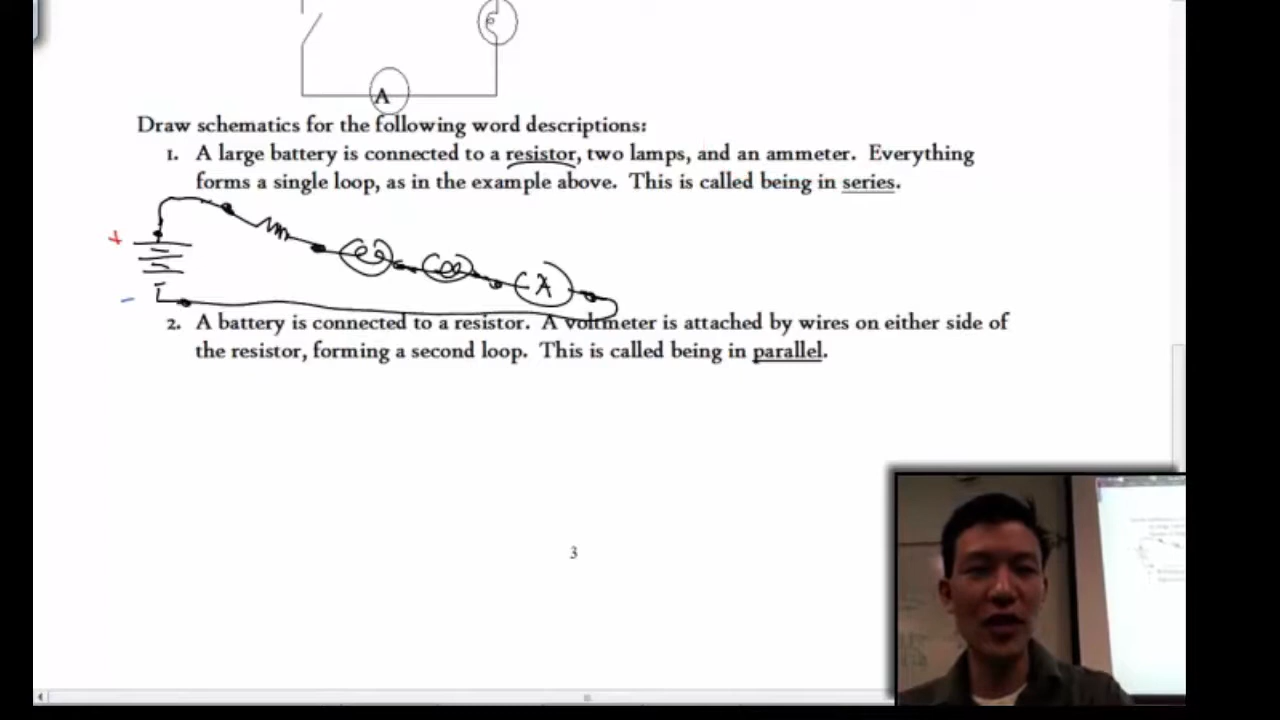 A
Draw schematics for the following word descriptions:
1. A large battery is connected to a resistor, two lamps, and an ammeter. Everything
forms a single loop, as in the example above. This is called being in series.
+
-
A
2. A battery is connected to a resistor. A voltmeter is attached by wires on either side of
the resistor, forming a second loop. This is called being in parallel.
3